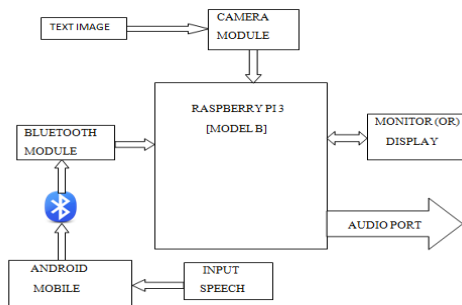 TEXT IMAGE
CAMERA
MODULE
RASPBERRY PI 3
[MODEL B]
MONITOR (OR)
DISPLAY
BLUETOOTH
MODULE
AUDIO PORT
ANDROID
MOBILE
INPUT
SPEECH